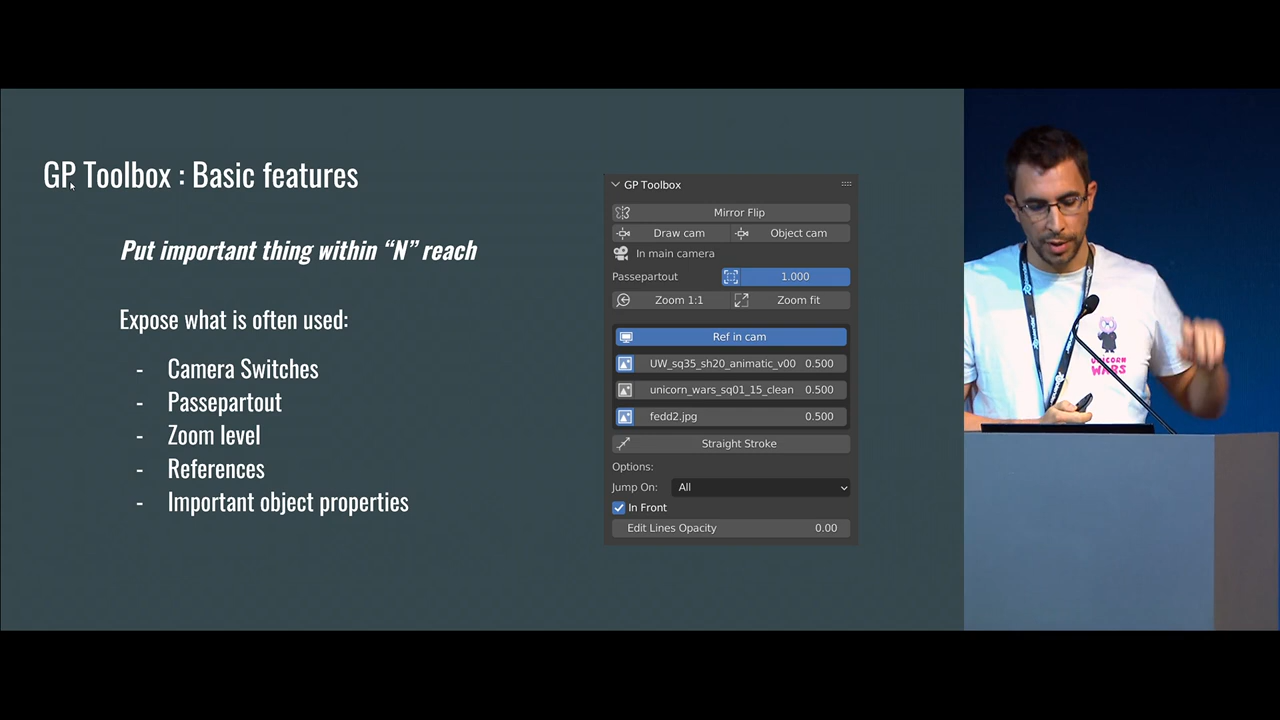 GP Toolbox : Basic features
Put important thing within “N” reach
Expose what is often used:
- Camera Switches
- Passepartout
- Zoom level
- References
- Important object properties
GP Toolbox
Mirror Flip
Draw cam
Object cam
In main camera
Passepartout 1.000
Zoom 1:1
Zoom fit
Ref in cam
UW_sq35_sh20_animatic_v00 0.500
unicorn_wars_sq01_15_clean 0.500
fedd2.jpg 0.500
Straight Stroke
Options:
Jump On: All
In Front
Edit Lines Opacity 0.00
UNICORN
WARS